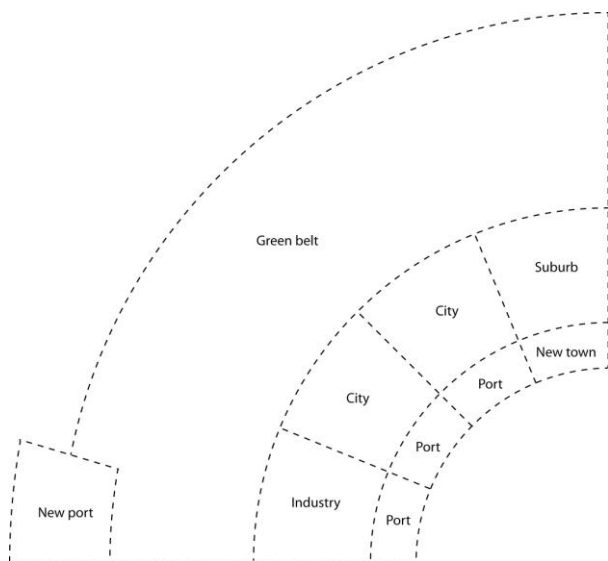 Green belt
Suburb
City
New town
Port
City
Port
Industry
New port
Port